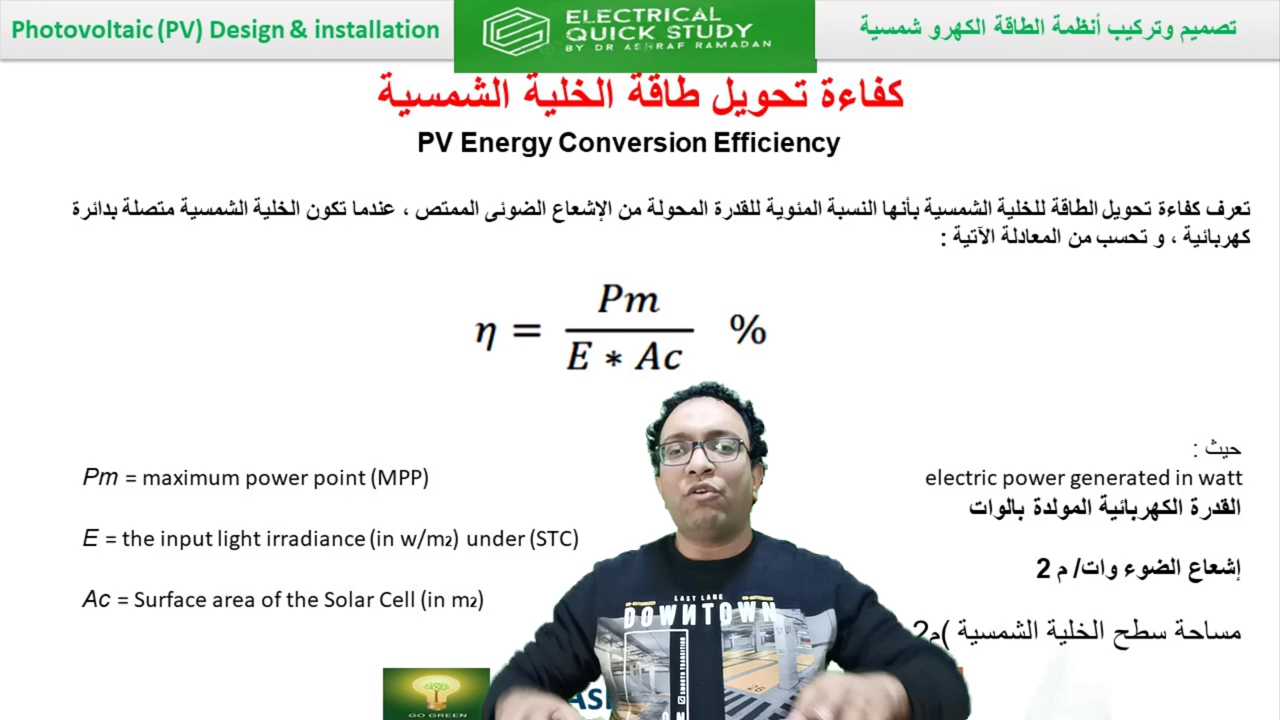 Photovoltaic (PV) Design & installation
ELECTRICAL
QUICK STUDY
BY DR ASHRAF RAMADAN
تصميم وتركيب أنظمة الطاقة الكهرو شمسية
كفاءة تحويل طاقة الخلية الشمسية
PV Energy Conversion Efficiency
تعرف كفاءة تحويل الطاقة للخلية الشمسية بأنها النسبة المئوية للقدرة المحولة من الإشعاع الضوئى الممتص ، عندما تكون الخلية الشمسية متصلة بدائرة
كهربائية ، و تحسب من المعادلة الآتية :
η = Pm / E * Ac %
حيث :
Pm = maximum power point (MPP)
electric power generated in watt
القدرة الكهربائية المولدة بالوات
E = the input light irradiance (in w/m2) under (STC)
إشعاع الضوء وات/ م 2
Ac = Surface area of the Solar Cell (in m2)
مساحة سطح الخلية الشمسية )م2
LAST LANE
DOWNTOWN
26
GO GREEN